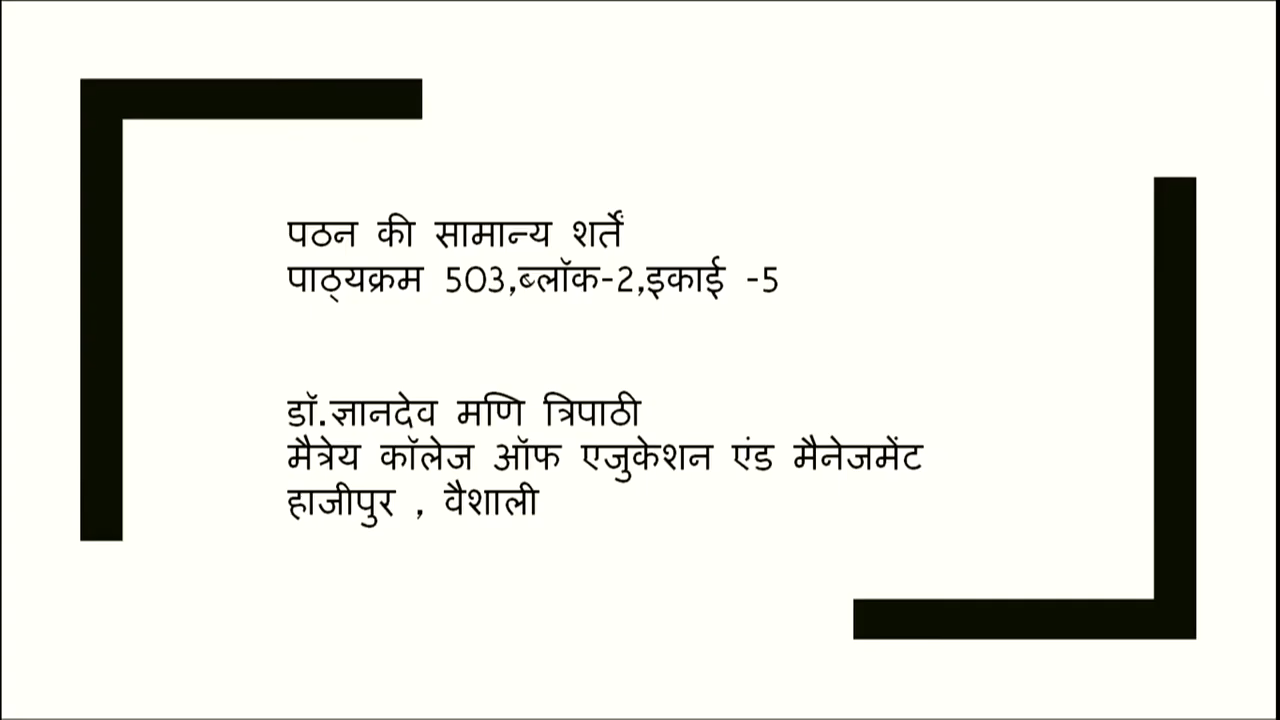 पठन की सामान्य शर्तें
पाठ्यक्रम 503,ब्लॉक-2,इकाई -5
डॉ.ज्ञानदेव मणि त्रिपाठी
मैत्रेय कॉलेज ऑफ एजुकेशन एंड मैनेजमेंट
हाजीपुर , वैशाली